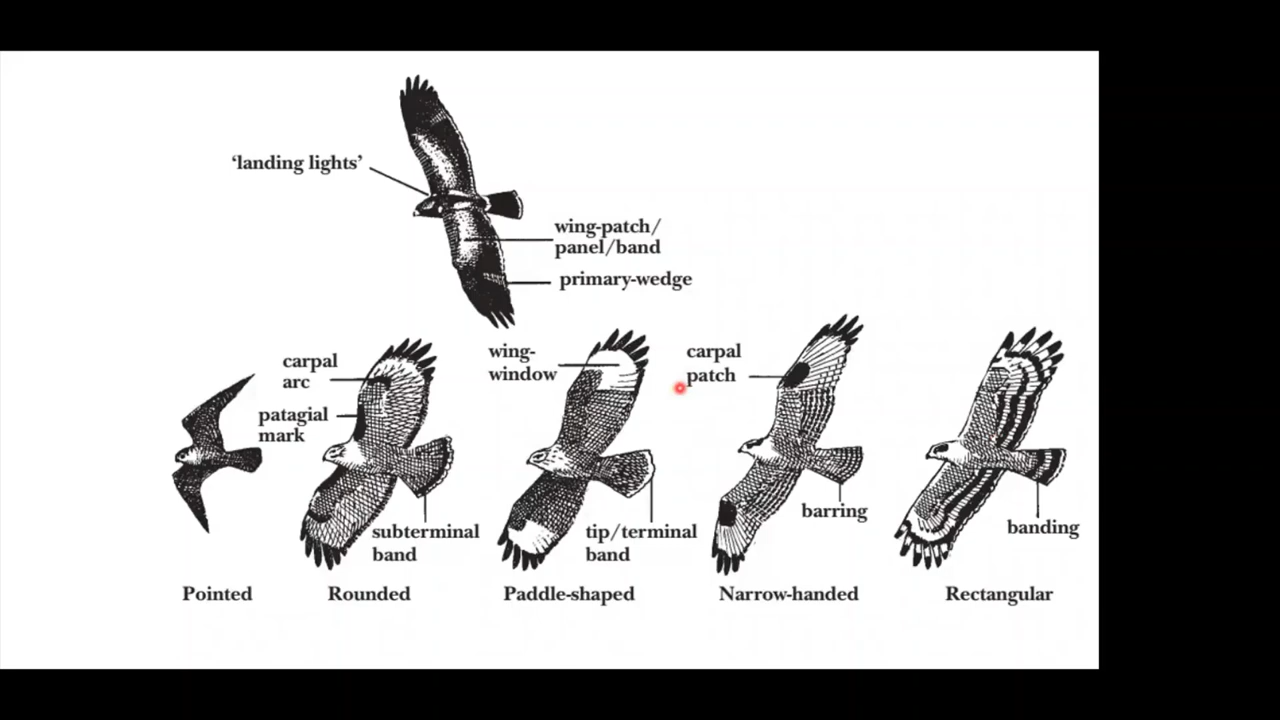 ‘landing lights’
wing-patch/
panel/band
primary-wedge
carpal
arc
patagial
mark
wing-
window
carpal
patch
subterminal
band
tip/terminal
band
barring
banding
Pointed
Rounded
Paddle-shaped
Narrow-handed
Rectangular